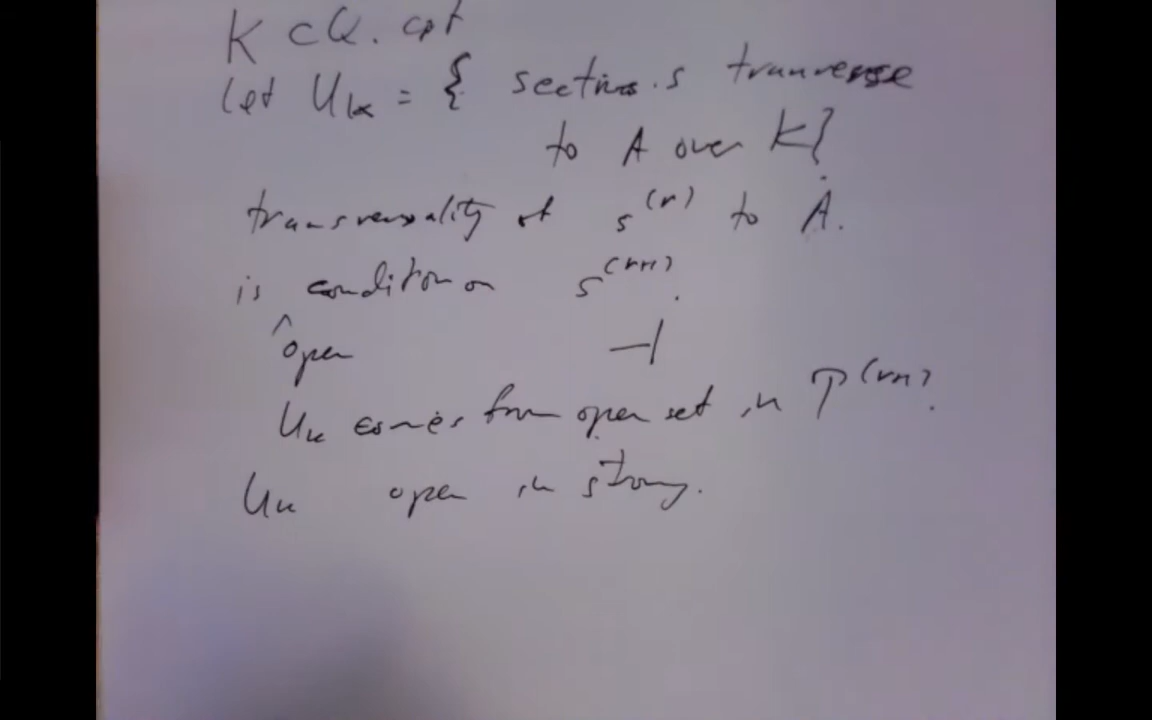 K ⊂ Q. cpt
let U_K = { sections s tranverse
to A over K}
transversality of s^(r) to A.
is condition on s^(r+1).
^ open —|
U_K comes from open set in P^(r+1).
U_K open in strong.